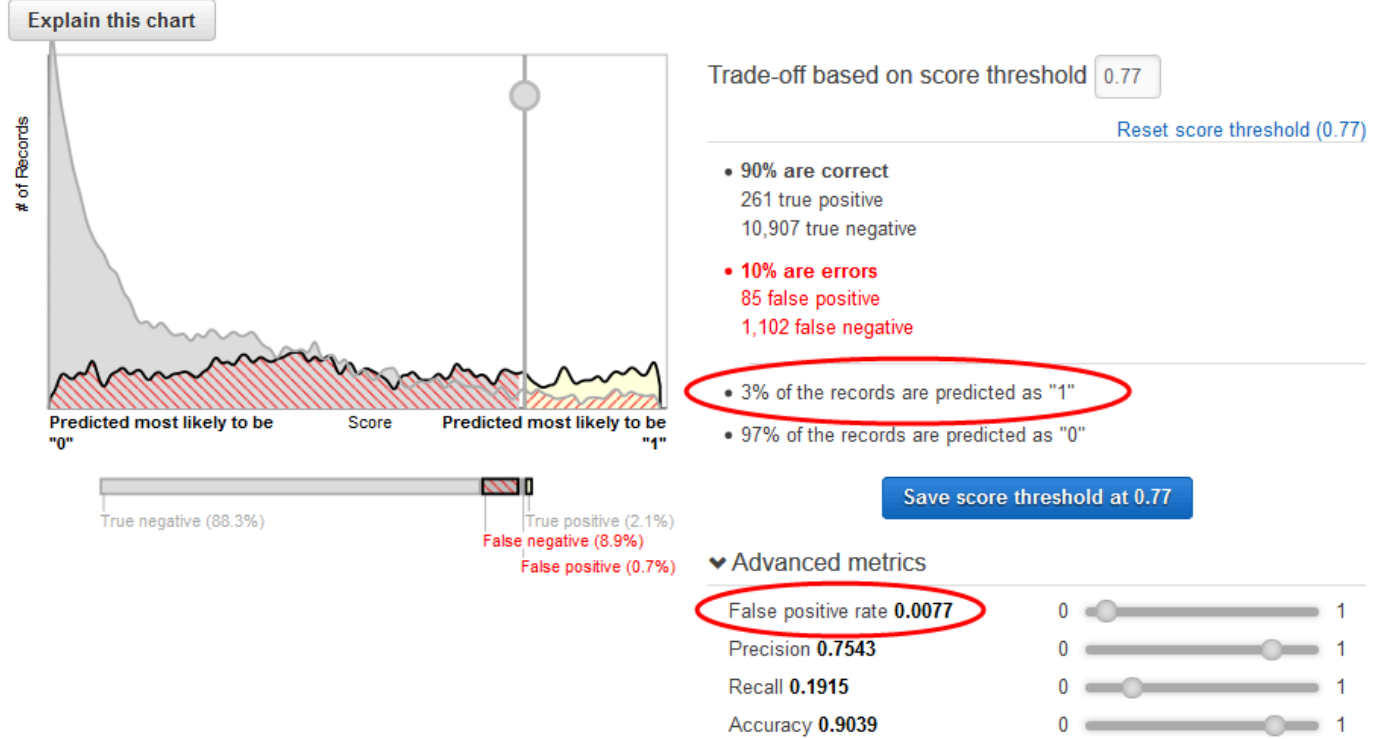 Explain this chart
# of Records
Predicted most likely to be
"0"
Score
Predicted most likely to be
"1"
True negative (88.3%)
True positive (2.1%)
False negative (8.9%)
False positive (0.7%)
Trade-off based on score threshold 0.77
Reset score threshold (0.77)
• 90% are correct
261 true positive
10,907 true negative
• 10% are errors
85 false positive
1,102 false negative
• 3% of the records are predicted as "1"
• 97% of the records are predicted as "0"
Save score threshold at 0.77
Advanced metrics
False positive rate 0.0077 0 1
Precision 0.7543 0 1
Recall 0.1915 0 1
Accuracy 0.9039 0 1